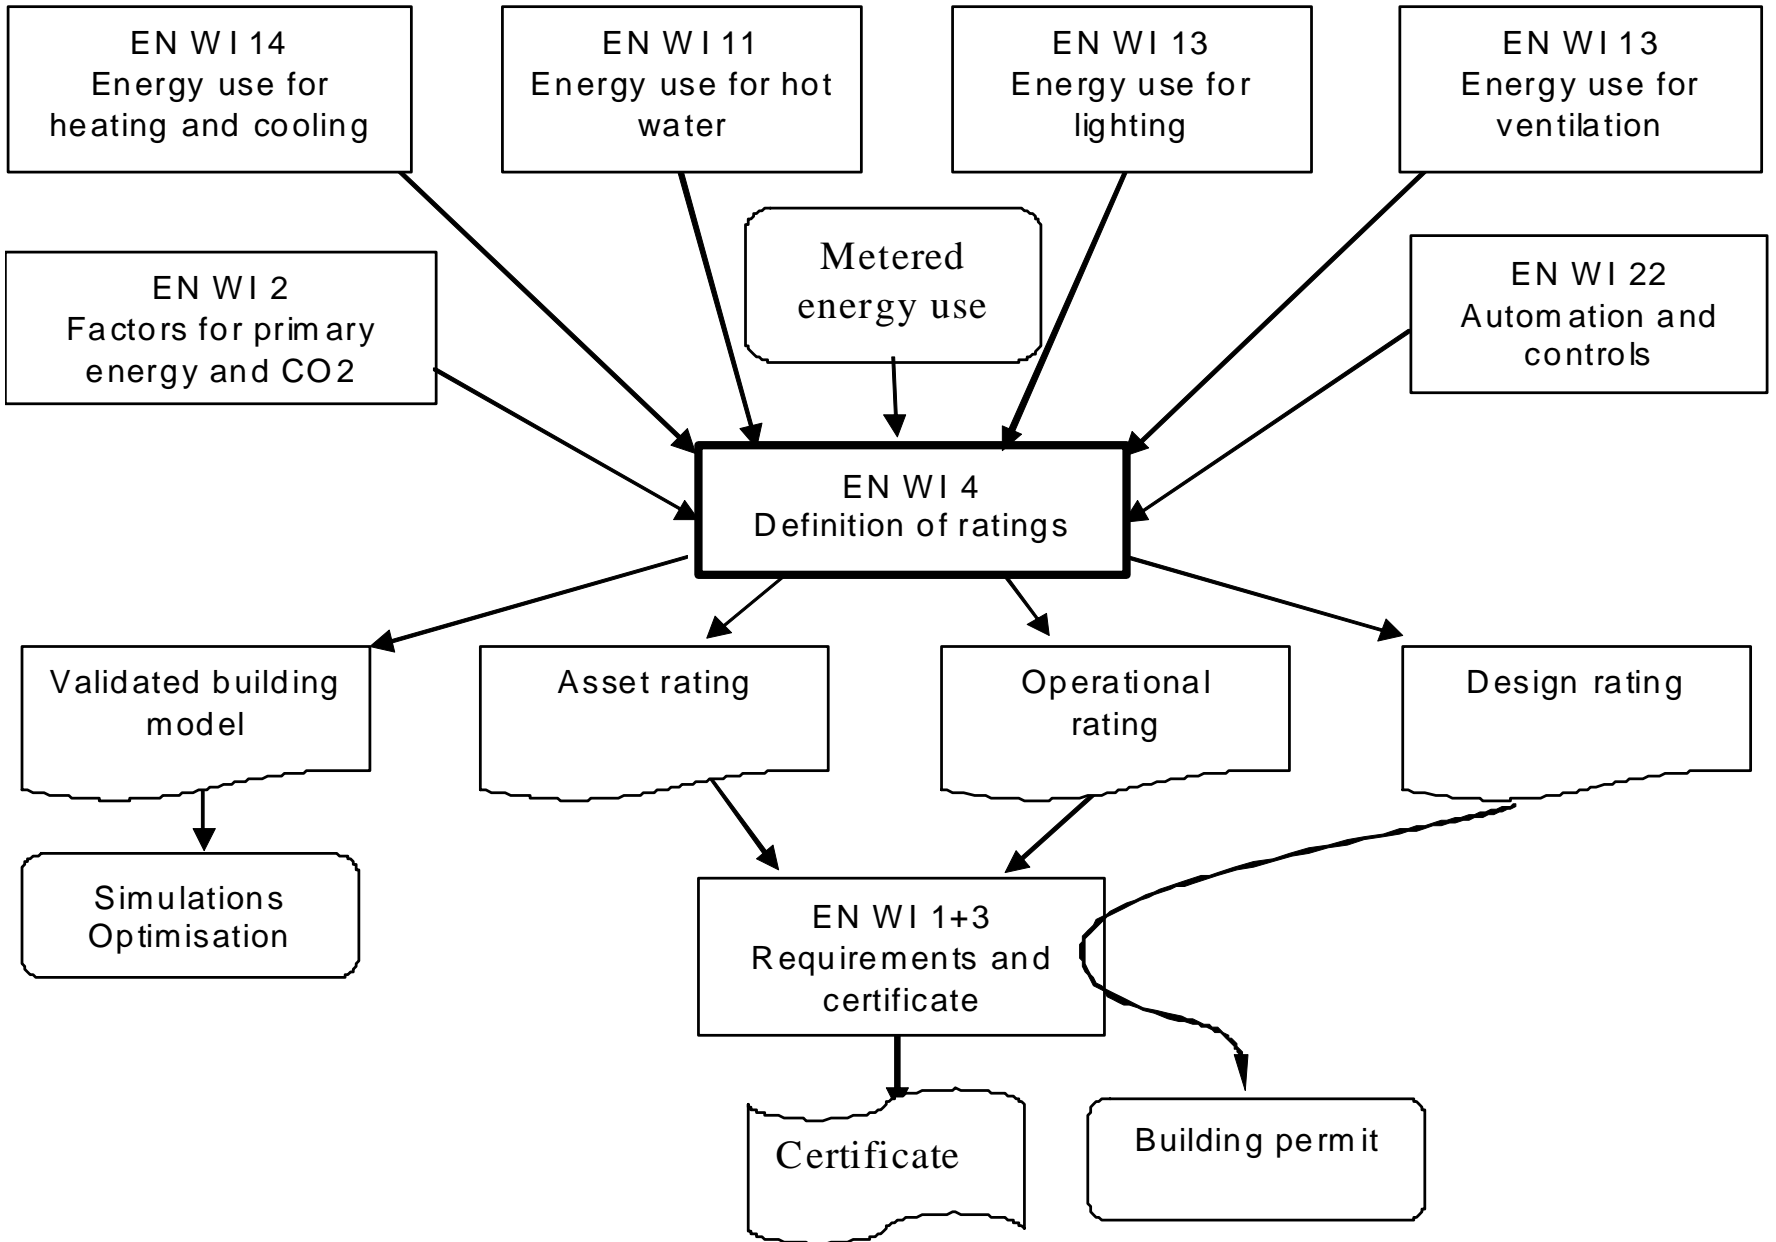 EN WI 14
Energy use for
heating and cooling
EN WI 11
Energy use for hot
water
EN WI 13
Energy use for
lighting
EN WI 13
Energy use for
ventilation
EN WI 2
Factors for primary
energy and CO2
Metered
energy use
EN WI 22
Automation and
controls
EN WI 4
Definition of ratings
Validated building
model
Asset rating
Operational
rating
Design rating
Simulations
Optimisation
EN WI 1+3
Requirements and
certificate
Certificate
Building permit